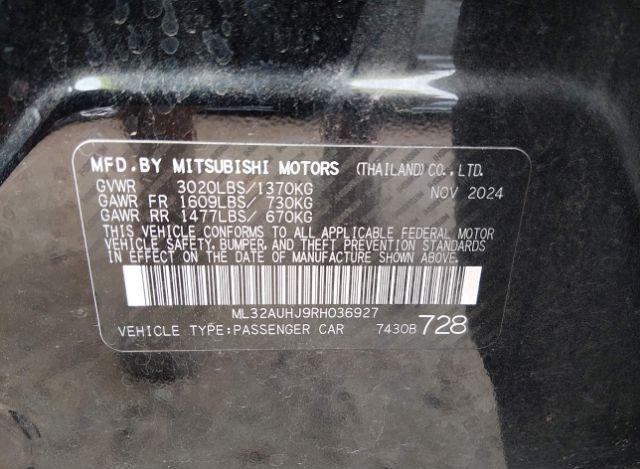 MFD. BY MITSUBISHI MOTORS (THAILAND) CO., LTD.
GVWR 3020LBS/1370KG NOV 2024
GAWR FR 1609LBS/ 730KG
GAWR RR 1477LBS/ 670KG
THIS VEHICLE CONFORMS TO ALL APPLICABLE FEDERAL MOTOR
VEHICLE SAFETY, BUMPER, AND THEFT PREVENTION STANDARDS
IN EFFECT ON THE DATE OF MANUFACTURE SHOWN ABOVE.
ML32AUHJ9RH036927
VEHICLE TYPE:PASSENGER CAR 7430B 728